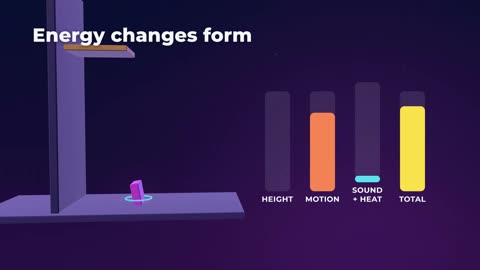 Energy changes form
HEIGHT
MOTION
SOUND
+ HEAT
TOTAL